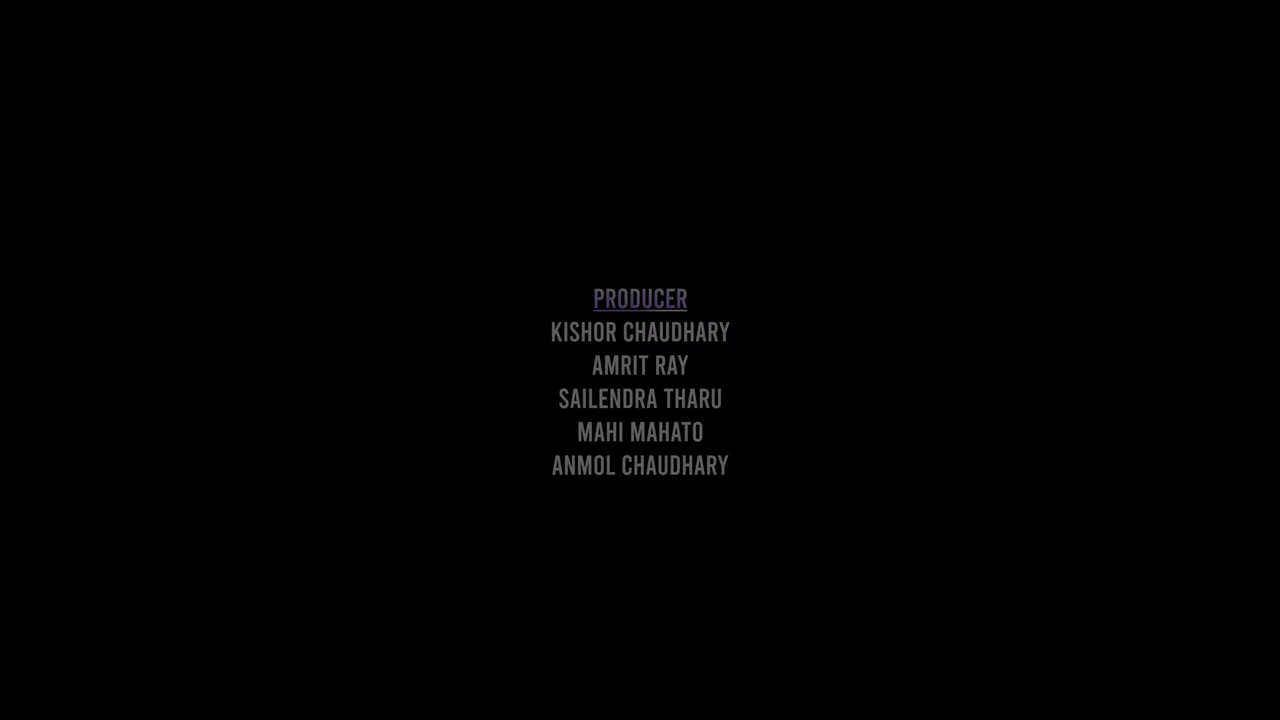 PRODUCER
KISHOR CHAUDHARY
AMRIT RAY
SAILENDRA THARU
MAHI MAHATO
ANMOL CHAUDHARY